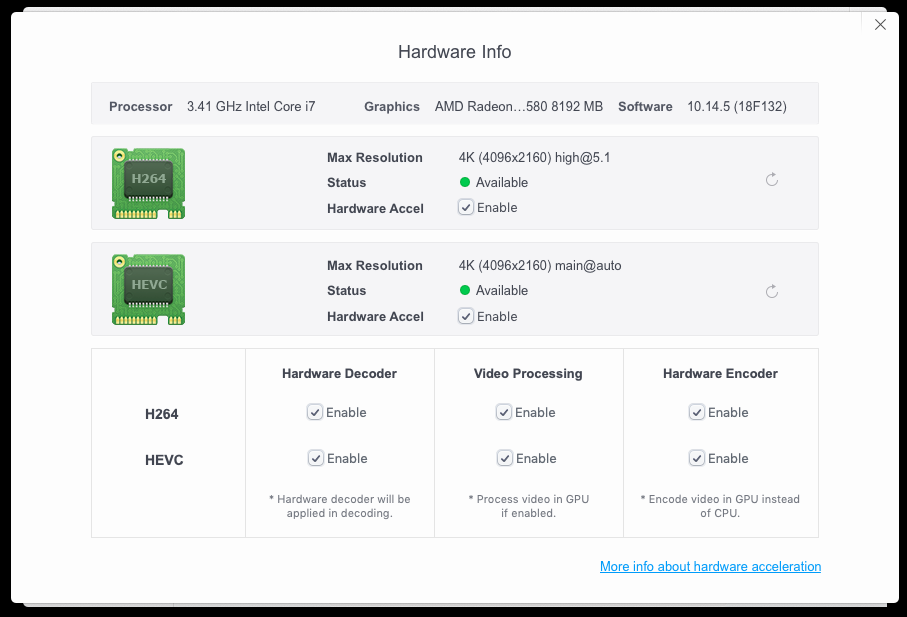 Hardware Info
Processor 3.41 GHz Intel Core i7 Graphics AMD Radeon...580 8192 MB Software 10.14.5 (18F132)
H264
Max Resolution 4K (4096x2160) high@5.1
Status Available
Hardware Accel Enable
HEVC
Max Resolution 4K (4096x2160) main@auto
Status Available
Hardware Accel Enable
Hardware Decoder Video Processing Hardware Encoder
H264 Enable Enable Enable
HEVC Enable Enable Enable
* Hardware decoder will be
applied in decoding.
* Process video in GPU
if enabled.
* Encode video in GPU instead
of CPU.
More info about hardware acceleration